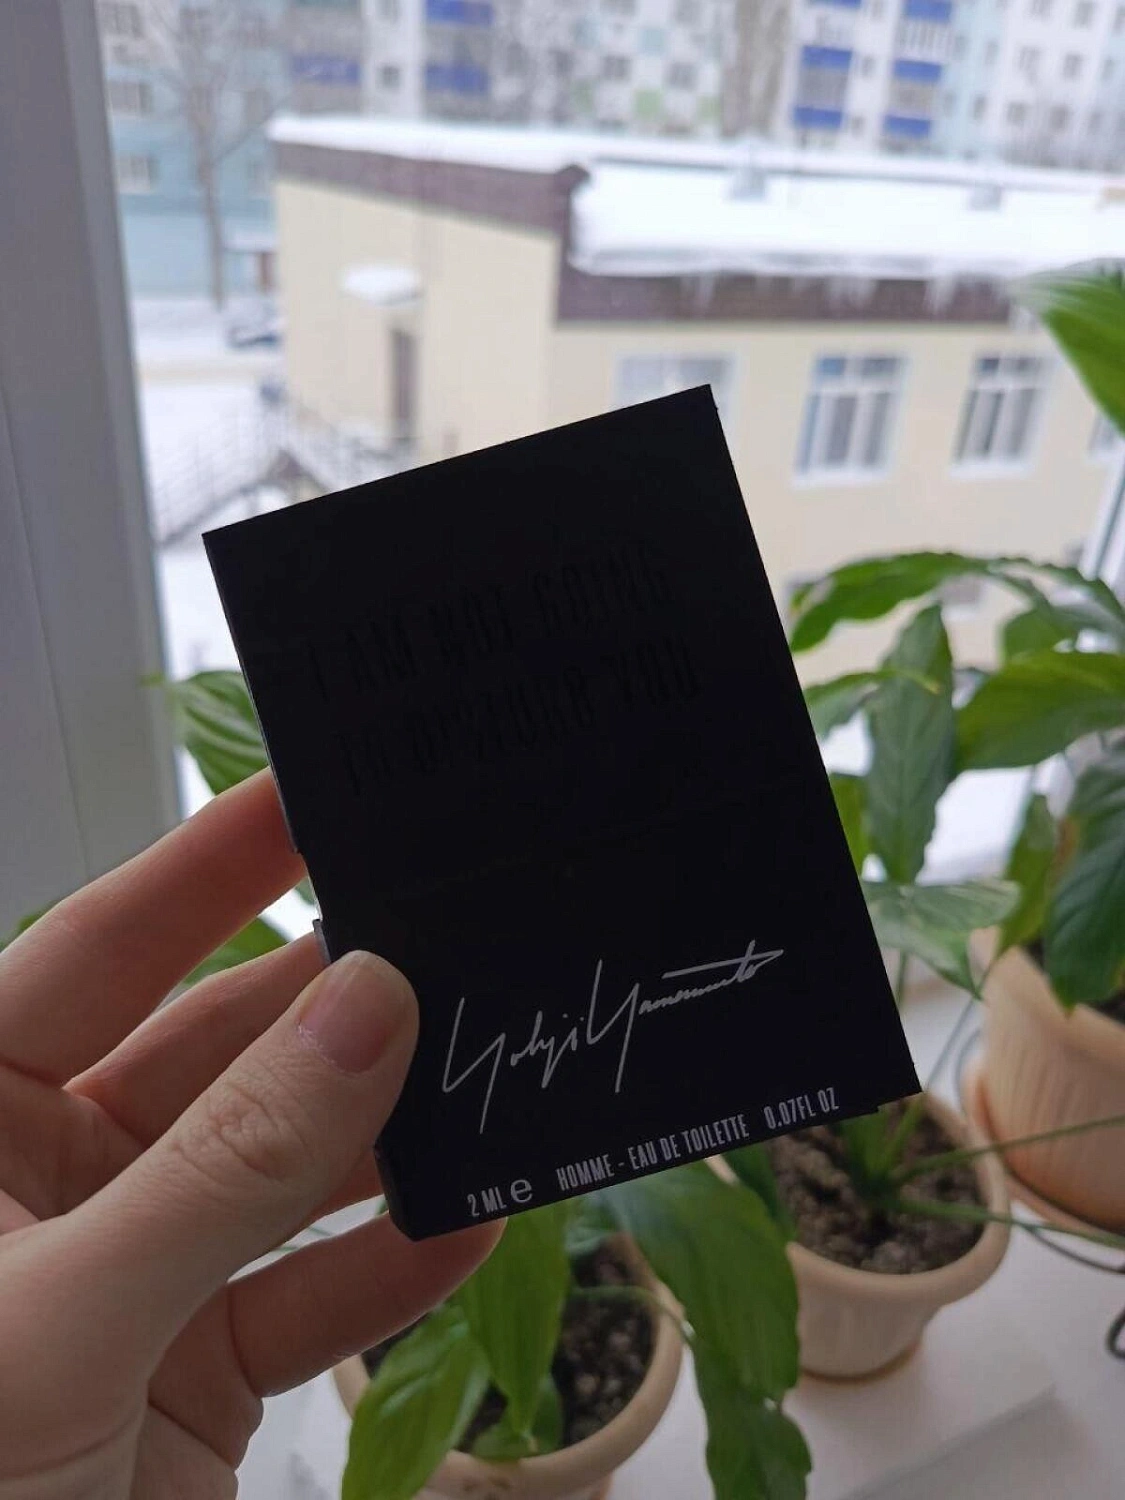 I AM NOT GOING
TO DISTURB YOU
Yohji Yamamoto
2 ML e HOMME - EAU DE TOILETTE 0.07FL OZ